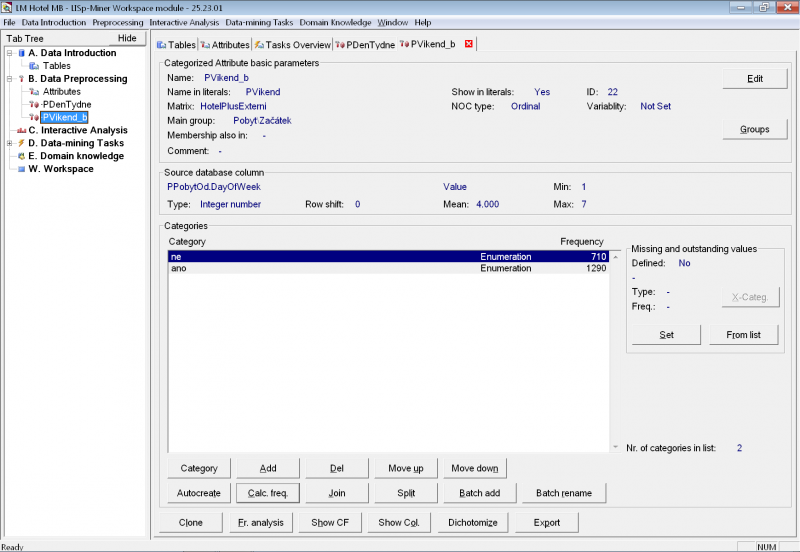 LM Hotel MB - LISp-Miner Workspace module - 25.23.01
File Data Introduction Preprocessing Interactive Analysis Data-mining Tasks Domain Knowledge Window Help
Tab Tree Hide
A. Data Introduction
Tables
B. Data Preprocessing
Attributes
PDenTydne
PVikend_b
C. Interactive Analysis
D. Data-mining Tasks
E. Domain knowledge
W. Workspace
Tables Attributes Tasks Overview PDenTydne PVikend_b
Categorized Attribute basic parameters
Name: PVikend_b Edit
Name in literals: PVikend Show in literals: Yes ID: 22
Matrix: HotelPlusExterni NOC type: Ordinal Variablity: Not Set
Main group: Pobyt\Začátek Groups
Membership also in: -
Comment: -
Source database column
PPobytOd.DayOfWeek Value Min: 1
Type: Integer number Row shift: 0 Mean: 4.000 Max: 7
Categories
Category Frequency
ne Enumeration 710
ano Enumeration 1290
Missing and outstanding values
Defined: No
-
Type: -
Freq.: -
X-Categ.
Set From list
Nr. of categories in list: 2
Category Add Del Move up Move down
Autocreate Calc. freq. Join Split Batch add Batch rename
Clone Fr. analysis Show CF Show Col. Dichotomize Export
Ready NUM